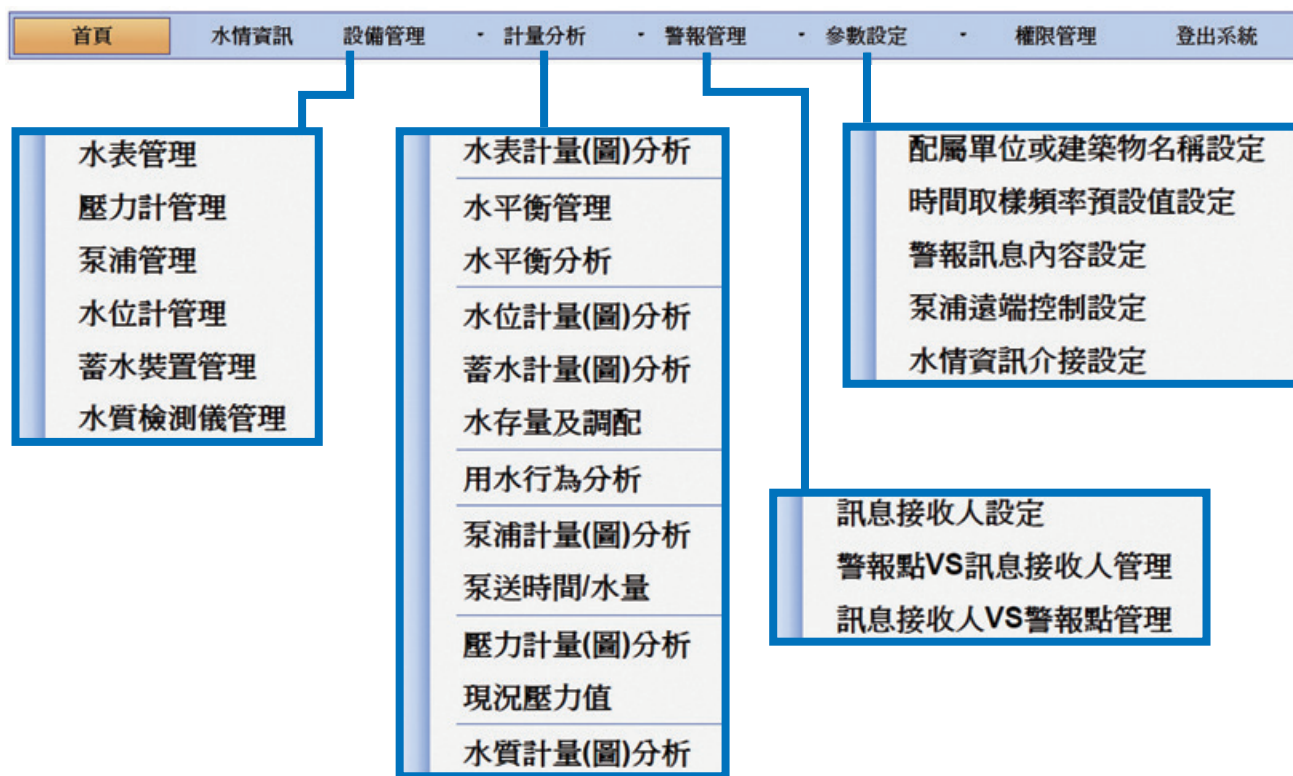 首頁 水情資訊 設備管理 · 計量分析 · 警報管理 · 參數設定 · 權限管理 登出系統
水表管理
壓力計管理
泵浦管理
水位計管理
蓄水裝置管理
水質檢測儀管理
水表計量(圖)分析
水平衡管理
水平衡分析
水位計量(圖)分析
蓄水計量(圖)分析
水存量及調配
用水行為分析
泵浦計量(圖)分析
泵送時間/水量
壓力計量(圖)分析
現況壓力值
水質計量(圖)分析
配屬單位或建築物名稱設定
時間取樣頻率預設值設定
警報訊息內容設定
泵浦遠端控制設定
水情資訊介接設定
訊息接收人設定
警報點VS訊息接收人管理
訊息接收人VS警報點管理